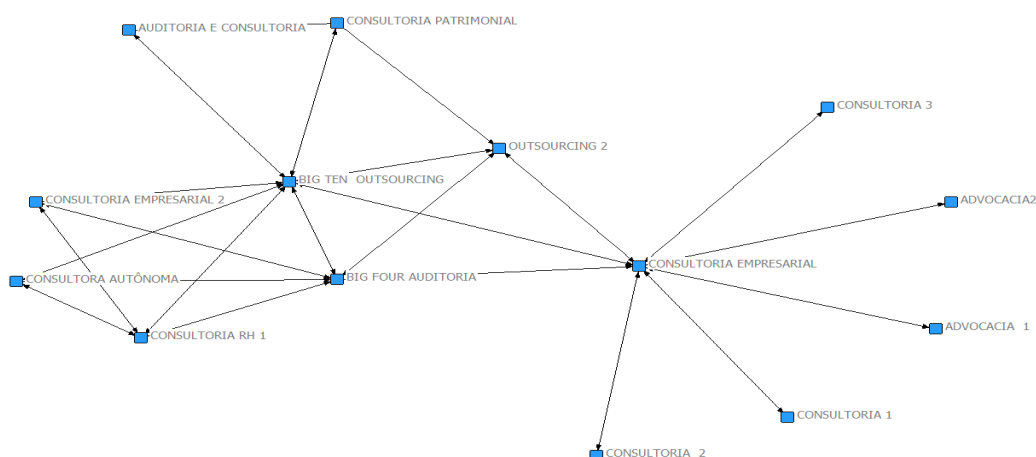 CONSULTORIA PATRIMONIAL
AUDITORIA E CONSULTORIA
CONSULTORIA 3
OUTSOURCING 2
BIG TEN  OUTSOURCING
CONSULTORIA EMPRESARIAL 2
ADVOCACIA2
CONSULTORIA EMPRESARIAL
CONSULTORA AUTÔNOMA
BIG FOUR AUDITORIA
ADVOCACIA  1
CONSULTORIA RH 1
CONSULTORIA 1
CONSULTORIA  2